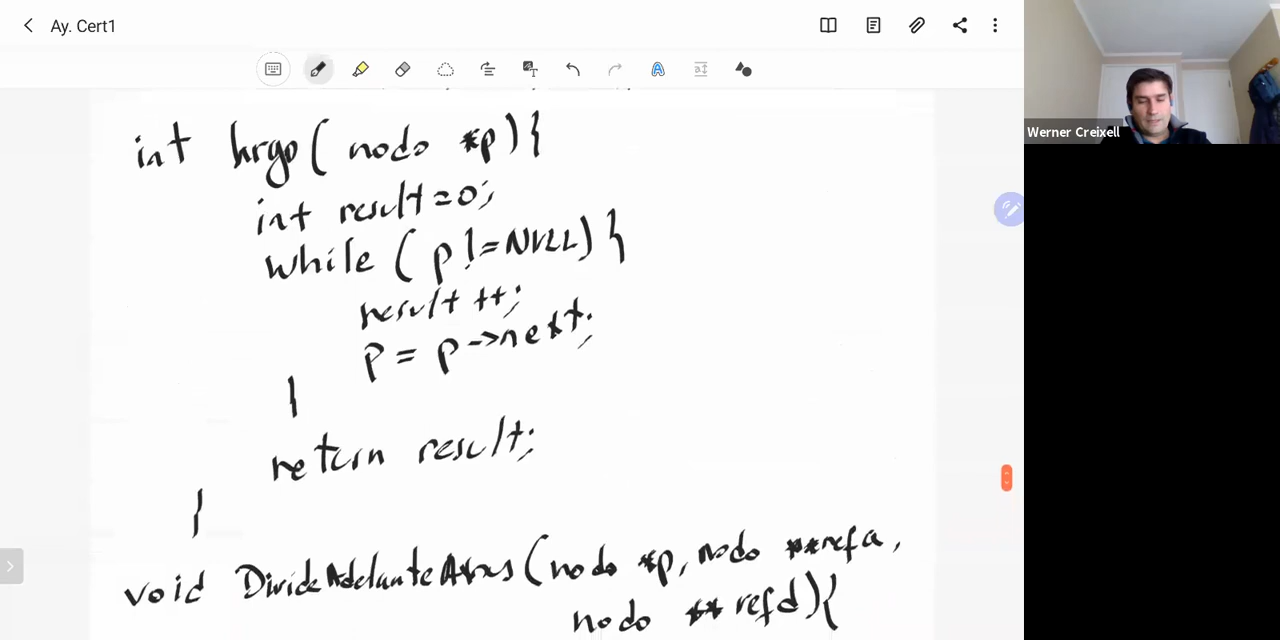 Ay. Cert1
Werner Creixell
int largo( nodo *p){
int result=0;
while ( p!=NULL){
result ++;
p = p->next;
}
return result;
}
void DivideAdelanteAtras(nodo *p, nodo **refa,
nodo **refd){